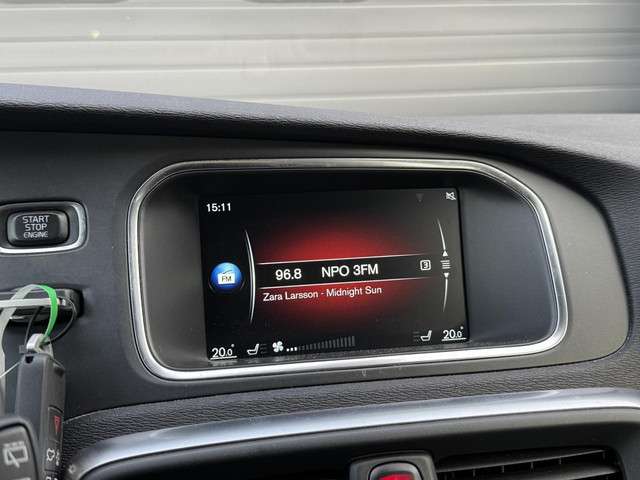 15:11
START
STOP
ENGINE
96.8 NPO 3FM
3
FM
Zara Larsson - Midnight Sun
20.0
20.0